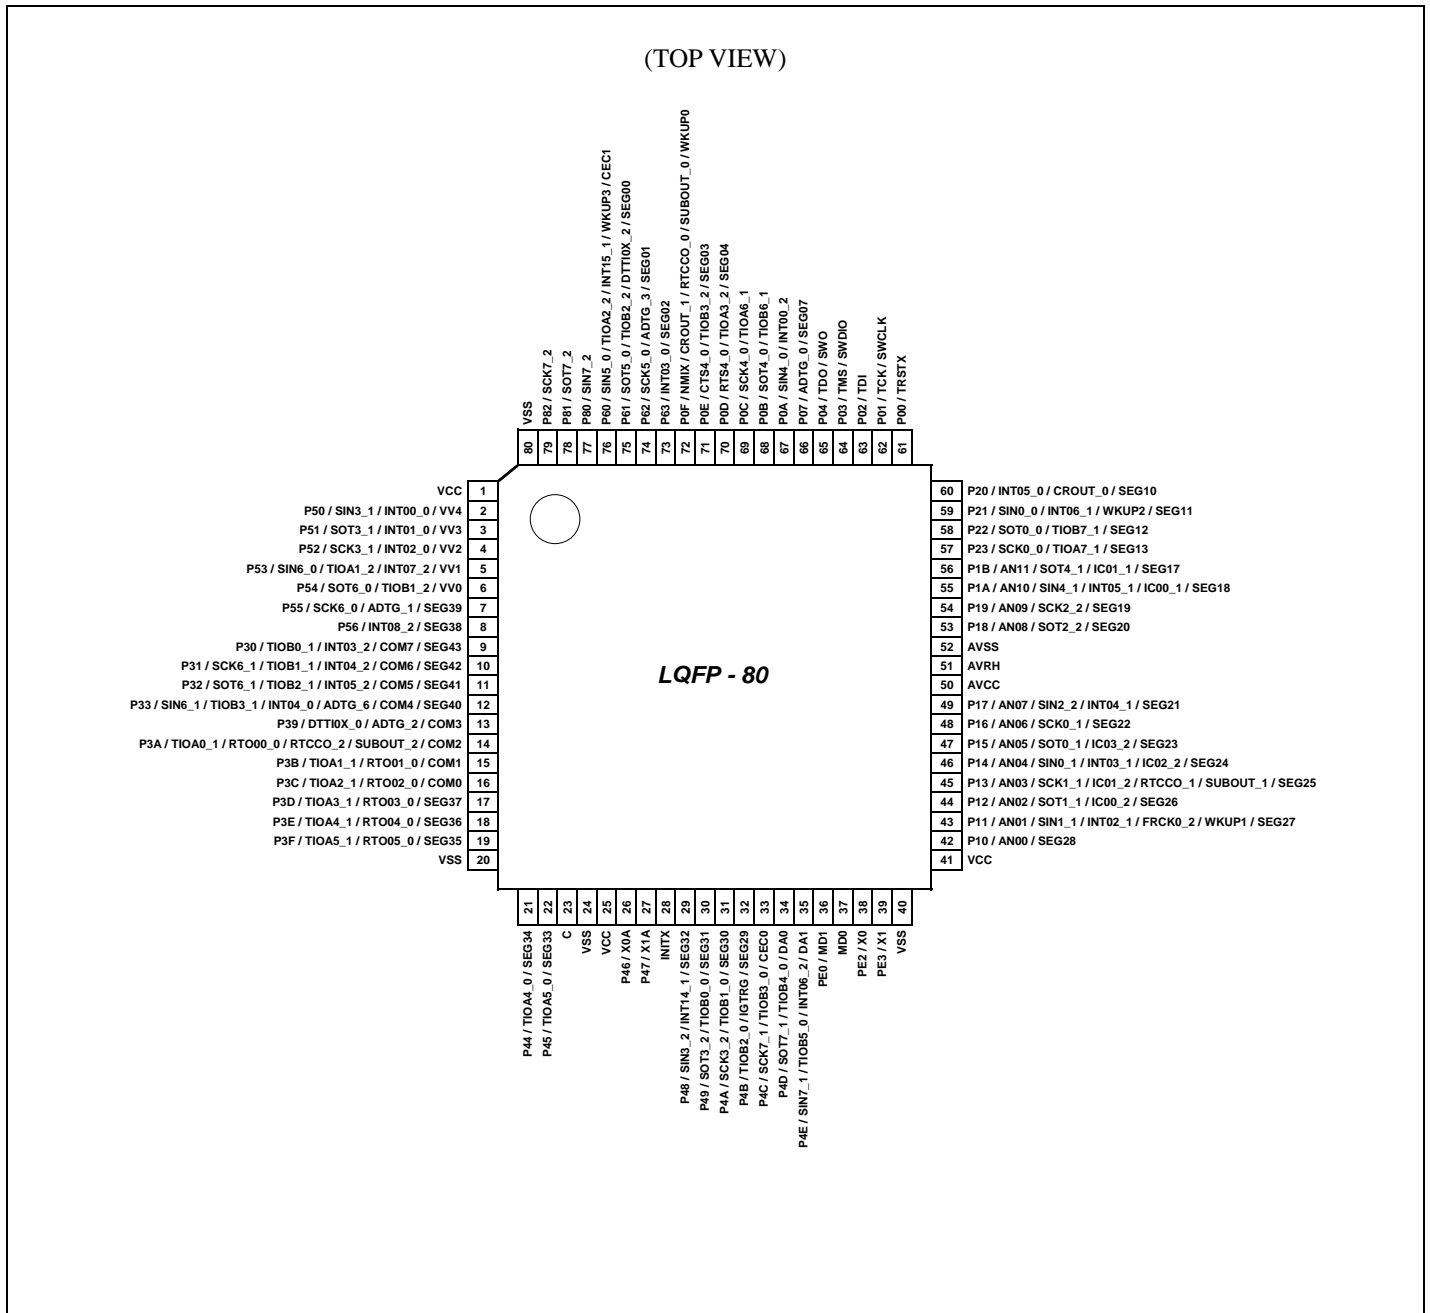 (TOP VIEW)
VSS
P82 / SCK7_2
P81 / SOT7_2
P80 / SIN7_2
P60 / SIN5_0 / TIOA2_2 / INT15_1 / WKUP3 / CEC1
P61 / SOT5_0 / TIOB2_2 / DTTI0X_2 / SEG00
P62 / SCK5_0 / ADTG_3 / SEG01
P63 / INT03_0 / SEG02
P0F / NMIX / CROUT_1 / RTCCO_0 / SUBOUT_0 / WKUP0
P0E / CTS4_0 / TIOB3_2 / SEG03
P0D / RTS4_0 / TIOA3_2 / SEG04
P0C / SCK4_0 / TIOA6_1
P0B / SOT4_0 / TIOB6_1
P0A / SIN4_0 / INT00_2
P07 / ADTG_0 / SEG07
P04 / TDO / SWO
P03 / TMS / SWDIO
P02 / TDI
P01 / TCK / SWCLK
P00 / TRSTX
80
79
78
77
76
75
74
73
72
71
70
69
68
67
66
65
64
63
62
61
VCC 1
P50 / SIN3_1 / INT00_0 / VV4 2
P51 / SOT3_1 / INT01_0 / VV3 3
P52 / SCK3_1 / INT02_0 / VV2 4
P53 / SIN6_0 / TIOA1_2 / INT07_2 / VV1 5
P54 / SOT6_0 / TIOB1_2 / VV0 6
P55 / SCK6_0 / ADTG_1 / SEG39 7
P56 / INT08_2 / SEG38 8
P30 / TIOB0_1 / INT03_2 / COM7 / SEG43 9
P31 / SCK6_1 / TIOB1_1 / INT04_2 / COM6 / SEG42 10
P32 / SOT6_1 / TIOB2_1 / INT05_2 / COM5 / SEG41 11
P33 / SIN6_1 / TIOB3_1 / INT04_0 / ADTG_6 / COM4 / SEG40 12
P39 / DTTI0X_0 / ADTG_2 / COM3 13
P3A / TIOA0_1 / RTO00_0 / RTCCO_2 / SUBOUT_2 / COM2 14
P3B / TIOA1_1 / RTO01_0 / COM1 15
P3C / TIOA2_1 / RTO02_0 / COM0 16
P3D / TIOA3_1 / RTO03_0 / SEG37 17
P3E / TIOA4_1 / RTO04_0 / SEG36 18
P3F / TIOA5_1 / RTO05_0 / SEG35 19
VSS 20
LQFP - 80
60 P20 / INT05_0 / CROUT_0 / SEG10
59 P21 / SIN0_0 / INT06_1 / WKUP2 / SEG11
58 P22 / SOT0_0 / TIOB7_1 / SEG12
57 P23 / SCK0_0 / TIOA7_1 / SEG13
56 P1B / AN11 / SOT4_1 / IC01_1 / SEG17
55 P1A / AN10 / SIN4_1 / INT05_1 / IC00_1 / SEG18
54 P19 / AN09 / SCK2_2 / SEG19
53 P18 / AN08 / SOT2_2 / SEG20
52 AVSS
51 AVRH
50 AVCC
49 P17 / AN07 / SIN2_2 / INT04_1 / SEG21
48 P16 / AN06 / SCK0_1 / SEG22
47 P15 / AN05 / SOT0_1 / IC03_2 / SEG23
46 P14 / AN04 / SIN0_1 / INT03_1 / IC02_2 / SEG24
45 P13 / AN03 / SCK1_1 / IC01_2 / RTCCO_1 / SUBOUT_1 / SEG25
44 P12 / AN02 / SOT1_1 / IC00_2 / SEG26
43 P11 / AN01 / SIN1_1 / INT02_1 / FRCK0_2 / WKUP1 / SEG27
42 P10 / AN00 / SEG28
41 VCC
21
22
23
24
25
26
27
28
29
30
31
32
33
34
35
36
37
38
39
40
P44 / TIOA4_0 / SEG34
P45 / TIOA5_0 / SEG33
C
VSS
VCC
P46 / X0A
P47 / X1A
INITX
P48 / SIN3_2 / INT14_1 / SEG32
P49 / SOT3_2 / TIOB0_0 / SEG31
P4A / SCK3_2 / TIOB1_0 / SEG30
P4B / TIOB2_0 / IGTRG / SEG29
P4C / SCK7_1 / TIOB3_0 / CEC0
P4D / SOT7_1 / TIOB4_0 / DA0
P4E / SIN7_1 / TIOB5_0 / INT06_2 / DA1
PE0 / MD1
MD0
PE2 / X0
PE3 / X1
VSS